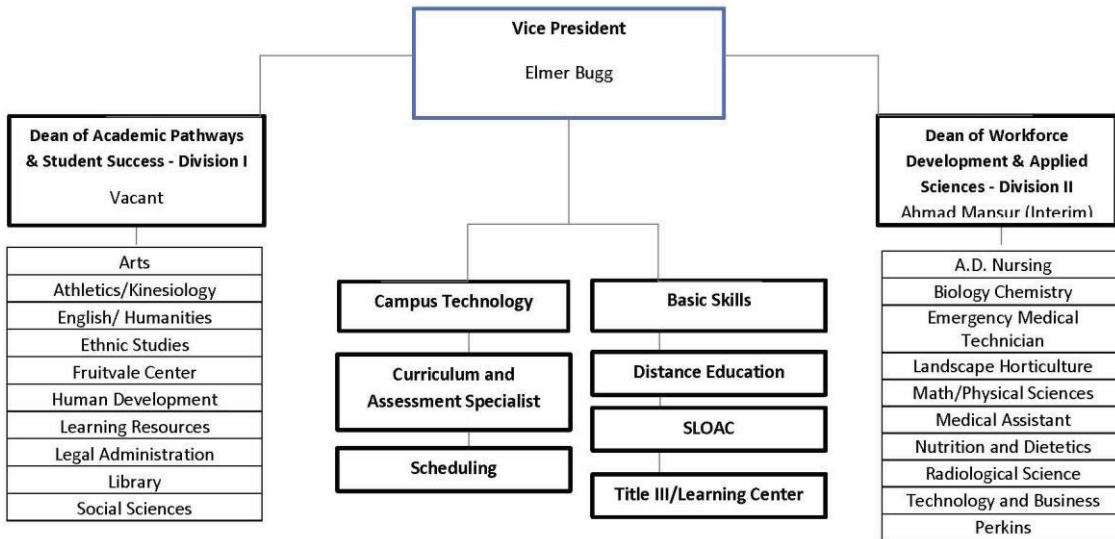 Vice President
Elmer Bugg
Dean of Academic Pathways
& Student Success - Division I
Vacant
Dean of Workforce
Development & Applied
Sciences - Division II
Ahmad Mansur (Interim)
Arts
Athletics/Kinesiology
English/ Humanities
Ethnic Studies
Fruitvale Center
Human Development
Learning Resources
Legal Administration
Library
Social Sciences
Campus Technology
Curriculum and
Assessment Specialist
Scheduling
Basic Skills
Distance Education
SLOAC
Title III/Learning Center
A.D. Nursing
Biology Chemistry
Emergency Medical
Technician
Landscape Horticulture
Math/Physical Sciences
Medical Assistant
Nutrition and Dietetics
Radiological Science
Technology and Business
Perkins